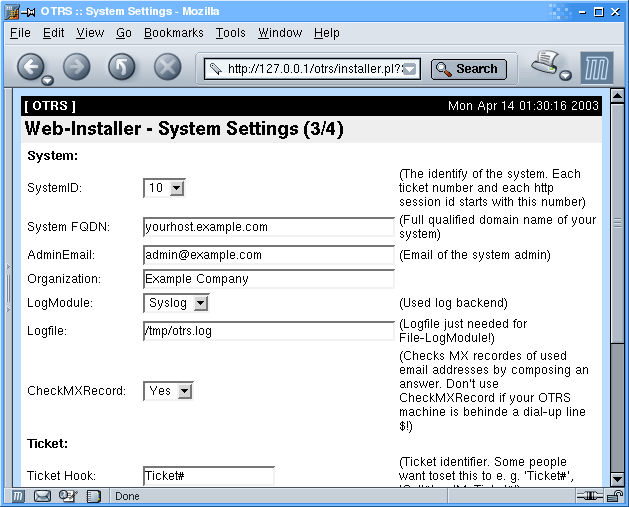 OTRS :: System Settings - Mozilla
File Edit View Go Bookmarks Tools Window Help
http://127.0.0.1/otrs/installer.pl?
Search
[ OTRS ] Mon Apr 14 01:30:16 2003
Web-Installer - System Settings (3/4)
System:
SystemID: 10
(The identify of the system. Each
ticket number and each http
session id starts with this number)
System FQDN: yourhost.example.com
(Full qualified domain name of your
system)
AdminEmail: admin@example.com (Email of the system admin)
Organization: Example Company
LogModule: Syslog (Used log backend)
Logfile: /tmp/otrs.log
(Logfile just needed for
File-LogModule!)
CheckMXRecord: Yes
(Checks MX recordes of used
email addresses by composing an
answer. Don't use
CheckMXRecord if your OTRS
machine is behinde a dial-up line
$!)
Ticket:
Ticket Hook: Ticket#
(Ticket identifier. Some people
want toset this to e. g. 'Ticket#',
Done